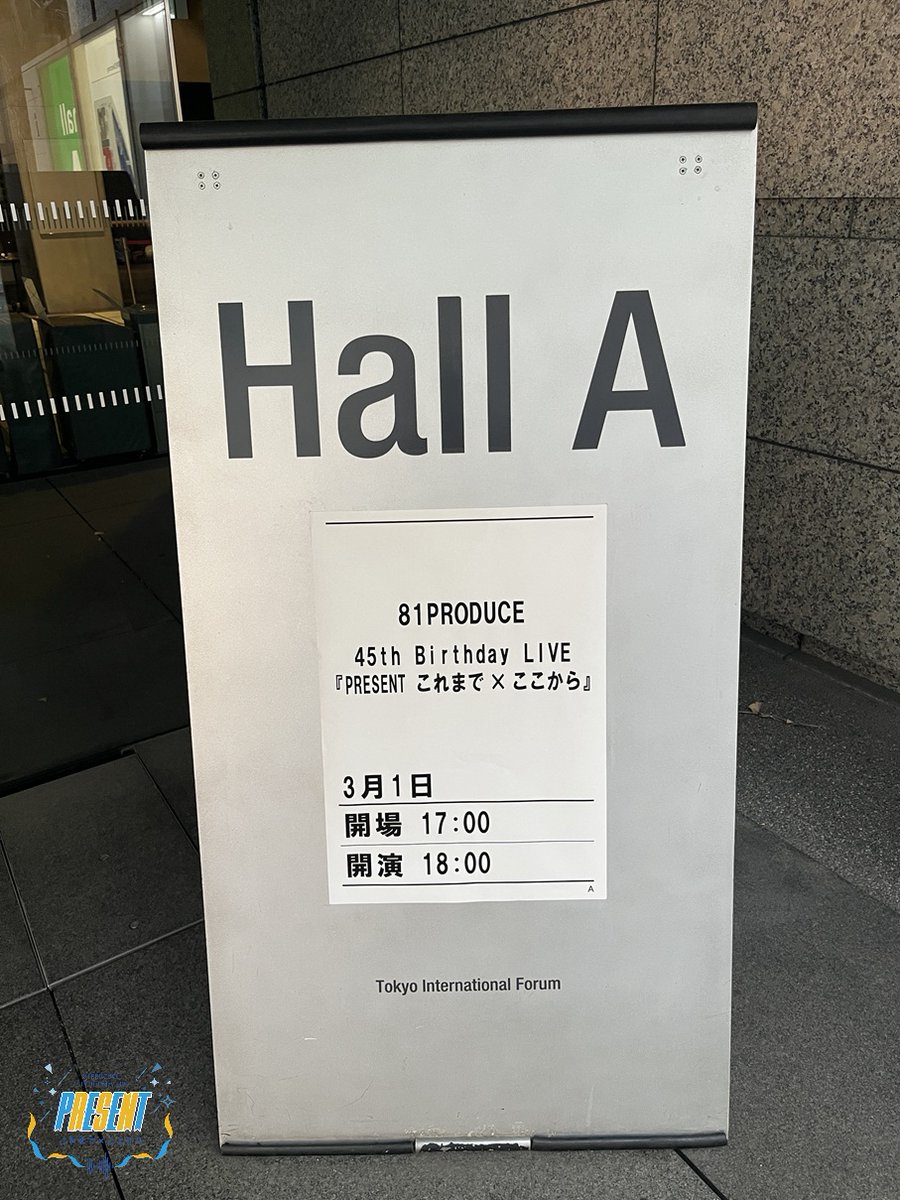 Hall A
81PRODUCE
45th Birthday LIVE
『PRESENT これまで×ここから』
3月1日
開場 17:00
開演 18:00
A
Tokyo International Forum
PRESENT